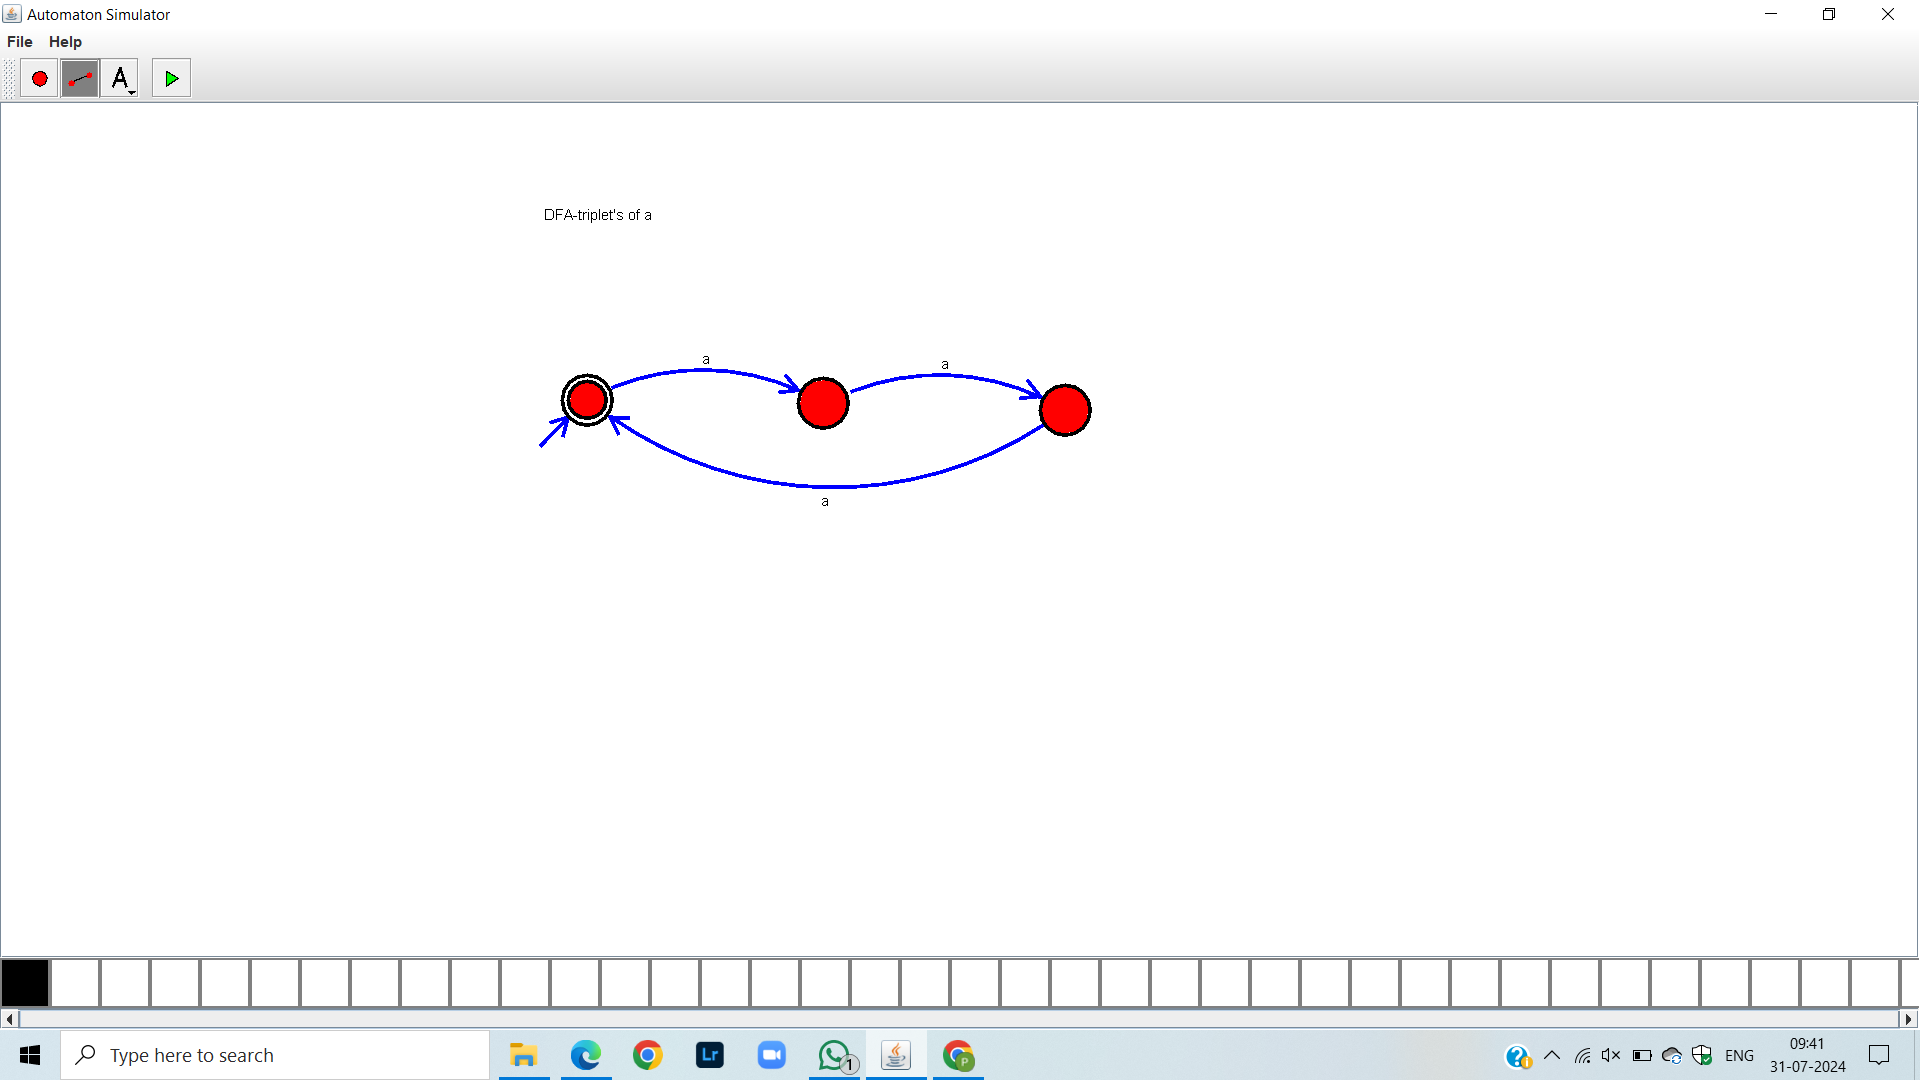 Automaton Simulator
File Help
A
DFA-triplet's of a
a
a
a
Type here to search
Lr
1
P
ENG
09:41
31-07-2024